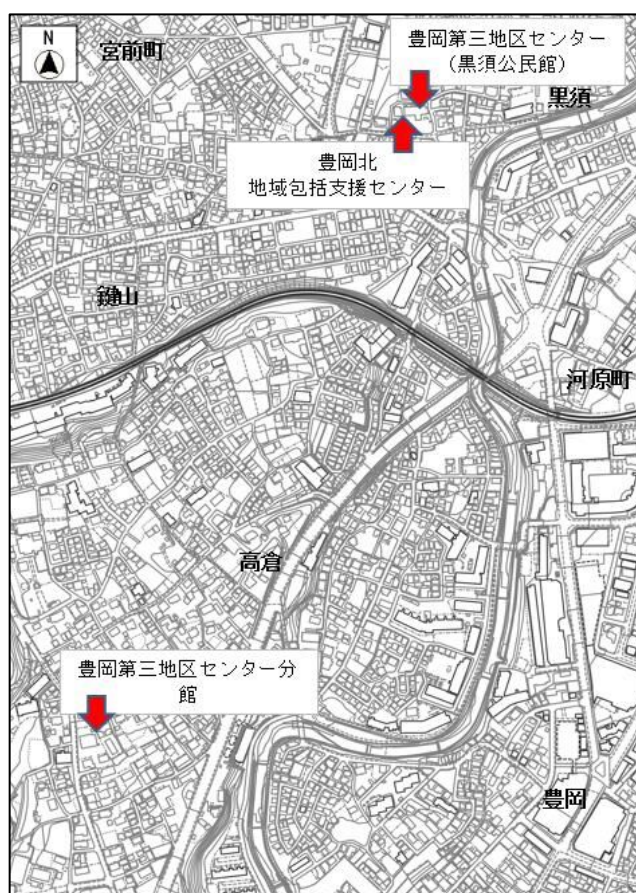 N
宮前町
豊岡第三地区センター
(黒須公民館)
黒須
豊岡北
地域包括支援センター
鍵山
河原町
高倉
豊岡第三地区センター分
館
豊岡